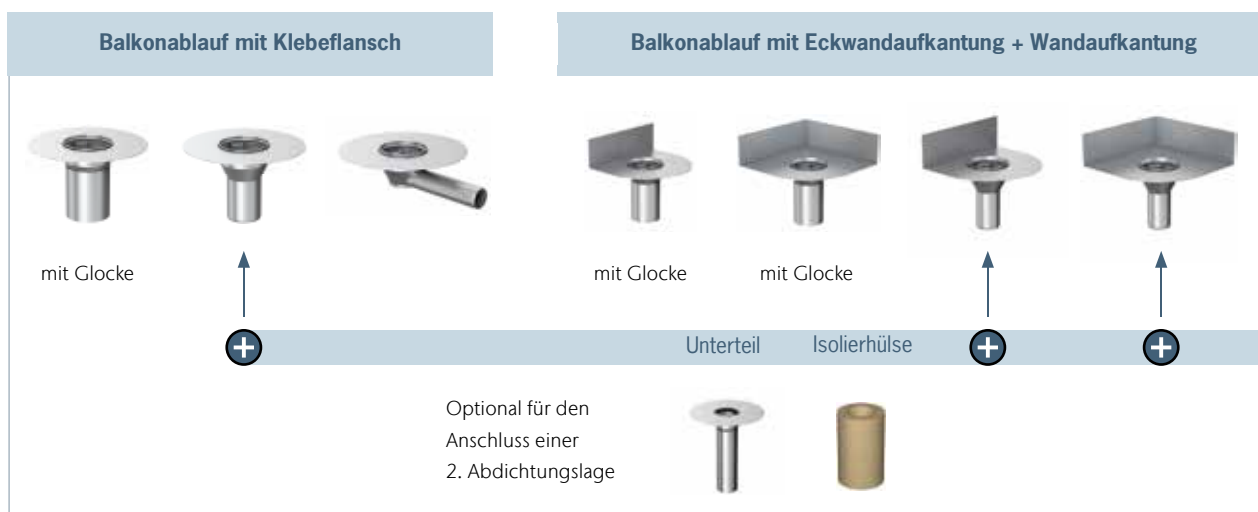 Balkonablauf mit Klebeflansch
Balkonablauf mit Eckwandaufkantung + Wandaufkantung
mit Glocke
mit Glocke
mit Glocke
Unterteil
Isolierhülse
Optional für den
Anschluss einer
2. Abdichtungslage